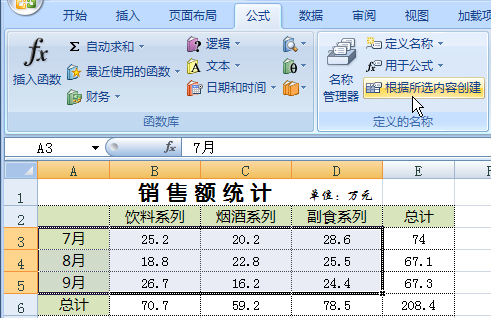 开始 插入 页面布局 公式 数据 审阅 视图 加载项
fx 插入函数
Σ 自动求和
最近使用的函数
财务
逻辑
文本
日期和时间
θ
函数库
名称
管理器
定义名称
用于公式
根据所选内容创建
定义的名称
A3 fx 7月
A B C D E
1 销售额统计 单位：万元
2 饮料系列 烟酒系列 副食系列 总计
3 7月 25.2 20.2 28.6 74
4 8月 18.8 22.8 25.5 67.1
5 9月 26.7 16.2 24.4 67.3
6 总计 70.7 59.2 78.5 208.4